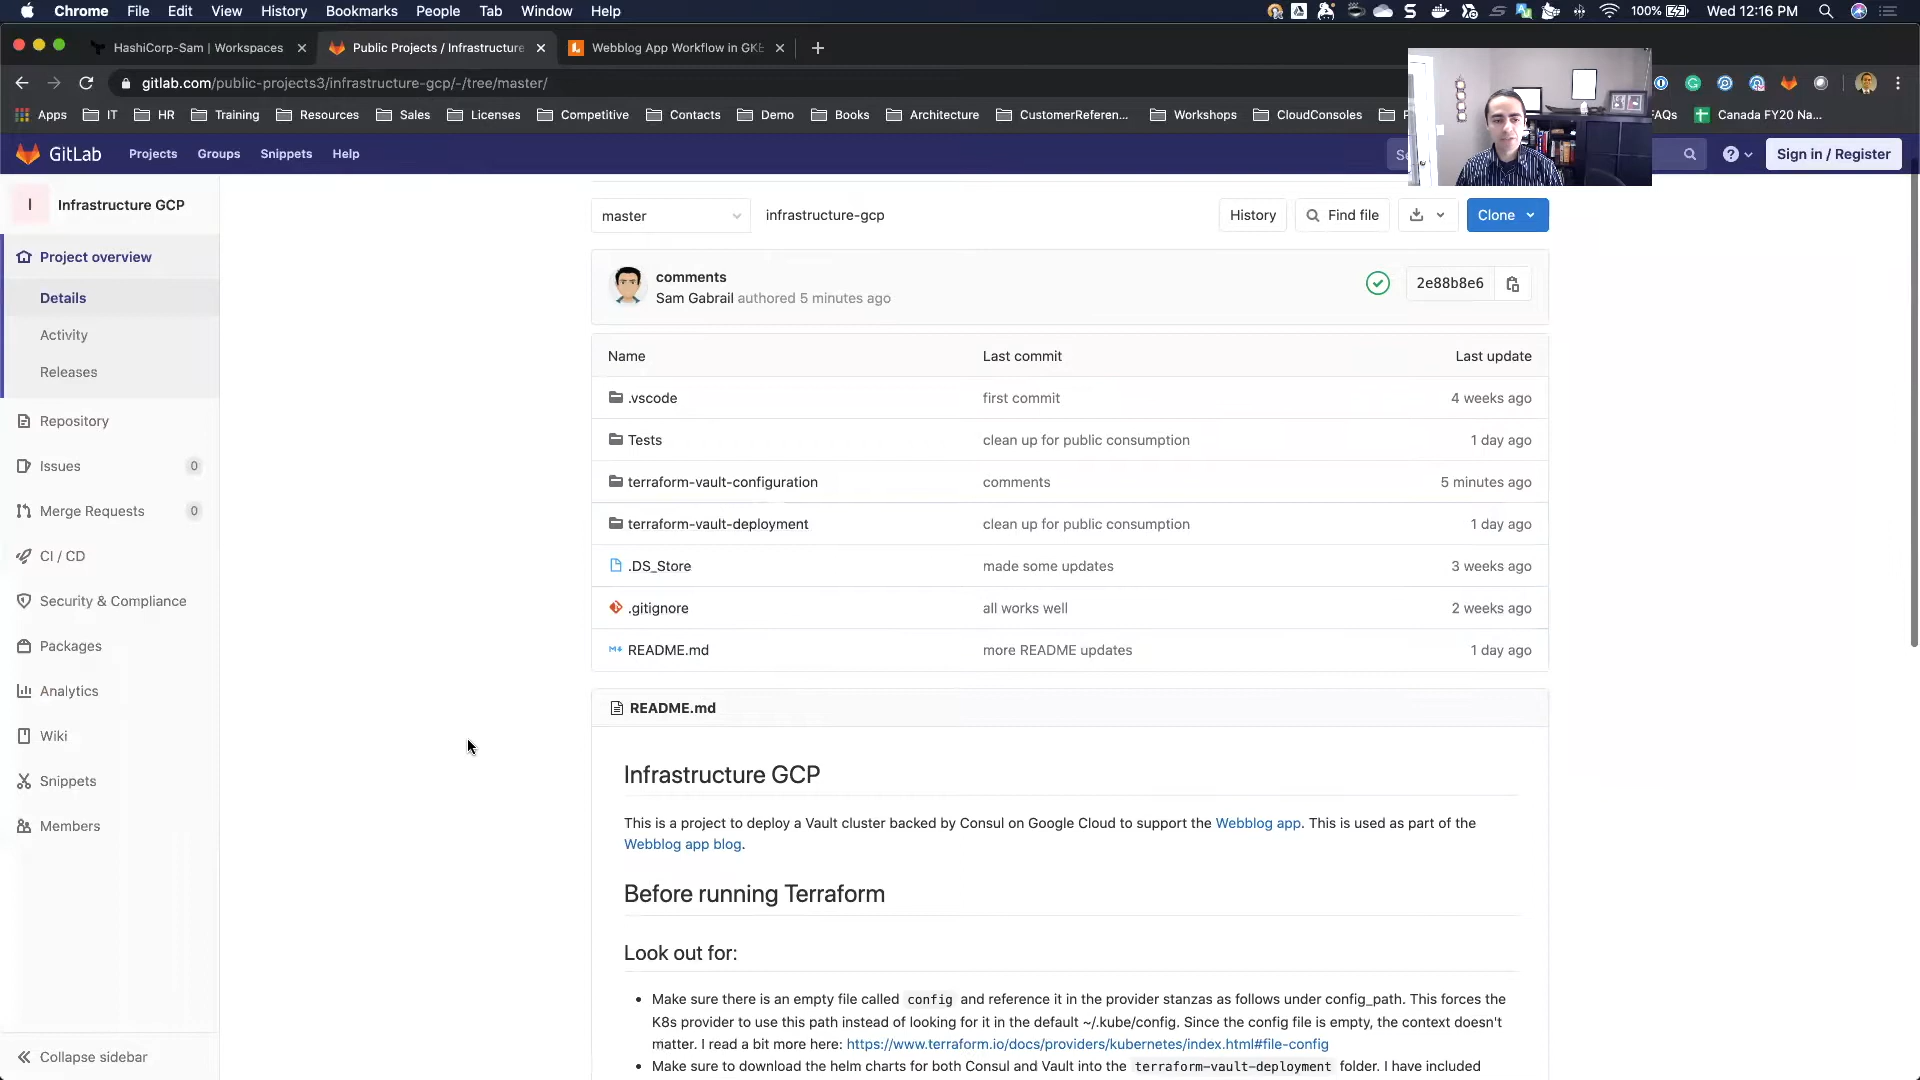 Chrome File Edit View History Bookmarks People Tab Window Help 100% Wed 12:16 PM
HashiCorp-Sam | Workspaces Public Projects / Infrastructure Webblog App Workflow in GKE
gitlab.com/public-projects3/infrastructure-gcp/-/tree/master/
Apps IT HR Training Resources Sales Licenses Competitive Contacts Demo Books Architecture CustomerReferen... Workshops CloudConsoles FAQs Canada FY20 Na...
GitLab Projects Groups Snippets Help Sign in / Register
I Infrastructure GCP
master infrastructure-gcp History Find file Clone
Project overview
Details
Activity
Releases
Repository
Issues 0
Merge Requests 0
CI / CD
Security & Compliance
Packages
Analytics
Wiki
Snippets
Members
Collapse sidebar
comments
Sam Gabrail authored 5 minutes ago
2e88b8e6
Name Last commit Last update
.vscode first commit 4 weeks ago
Tests clean up for public consumption 1 day ago
terraform-vault-configuration comments 5 minutes ago
terraform-vault-deployment clean up for public consumption 1 day ago
.DS_Store made some updates 3 weeks ago
.gitignore all works well 2 weeks ago
README.md more README updates 1 day ago
README.md
Infrastructure GCP
This is a project to deploy a Vault cluster backed by Consul on Google Cloud to support the Webblog app. This is used as part of the
Webblog app blog.
Before running Terraform
Look out for:
• Make sure there is an empty file called config and reference it in the provider stanzas as follows under config_path. This forces the
K8s provider to use this path instead of looking for it in the default ~/.kube/config. Since the config file is empty, the context doesn't
matter. I read a bit more here: https://www.terraform.io/docs/providers/kubernetes/index.html#file-config
• Make sure to download the helm charts for both Consul and Vault into the terraform-vault-deployment folder. I have included